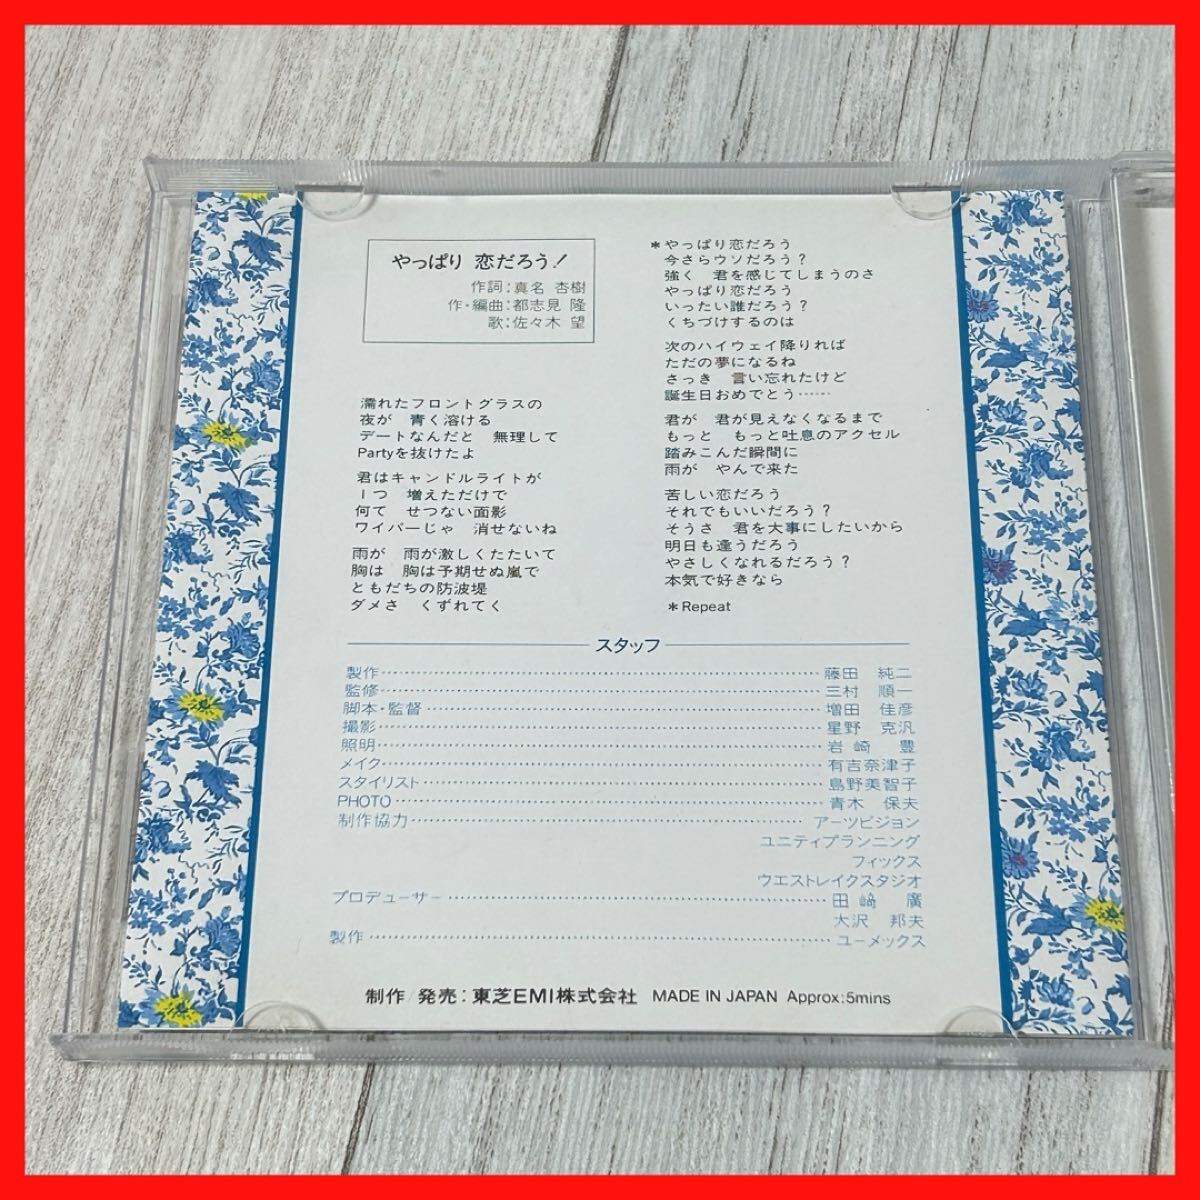 やっぱり 恋だろう!
作詞:真名 杏樹
作・編曲:都志見 隆
歌:佐々木 望
濡れたフロントグラスの
夜が 青く溶ける
デートなんだと 無理して
Partyを抜けたよ
君はキャンドルライトが
1つ 増えただけで
何て せつない面影
ワイパーじゃ 消せないね
雨が 雨が激しくたたいて
胸は 胸は予期せぬ嵐で
ともだちの防波堤
ダメさ くずれてく
*やっぱり恋だろう
今さらウソだろう?
強く 君を感じてしまうのさ
やっぱり恋だろう
いったい誰だろう?
くちづけするのは
次のハイウェイ降りれば
ただの夢になるね
さっき 言い忘れたけど
誕生日おめでとう……
君が 君が見えなくなるまで
もっと もっと吐息のアクセル
踏みこんだ瞬間に
雨が やんで来た
苦しい恋だろう
それでもいいだろう?
そうさ 君を大事にしたいから
明日も逢うだろう
やさしくなれるだろう?
本気で好きなら
*Repeat
スタッフ
製作 藤田 純二
監修 三村 順一
脚本・監督 増田 佳彦
撮影 星野 克汎
照明 岩崎 豊
メイク 有吉奈津子
スタイリスト 島野美智子
PHOTO 青木 保夫
制作協力 アーツビジョン
ユニティプランニング
フィックス
ウエストレイクスタジオ
プロデューサー 田﨑 廣
大沢 邦夫
製作 ユーメックス
制作/発売:東芝EMI株式会社 MADE IN JAPAN Approx:5mins